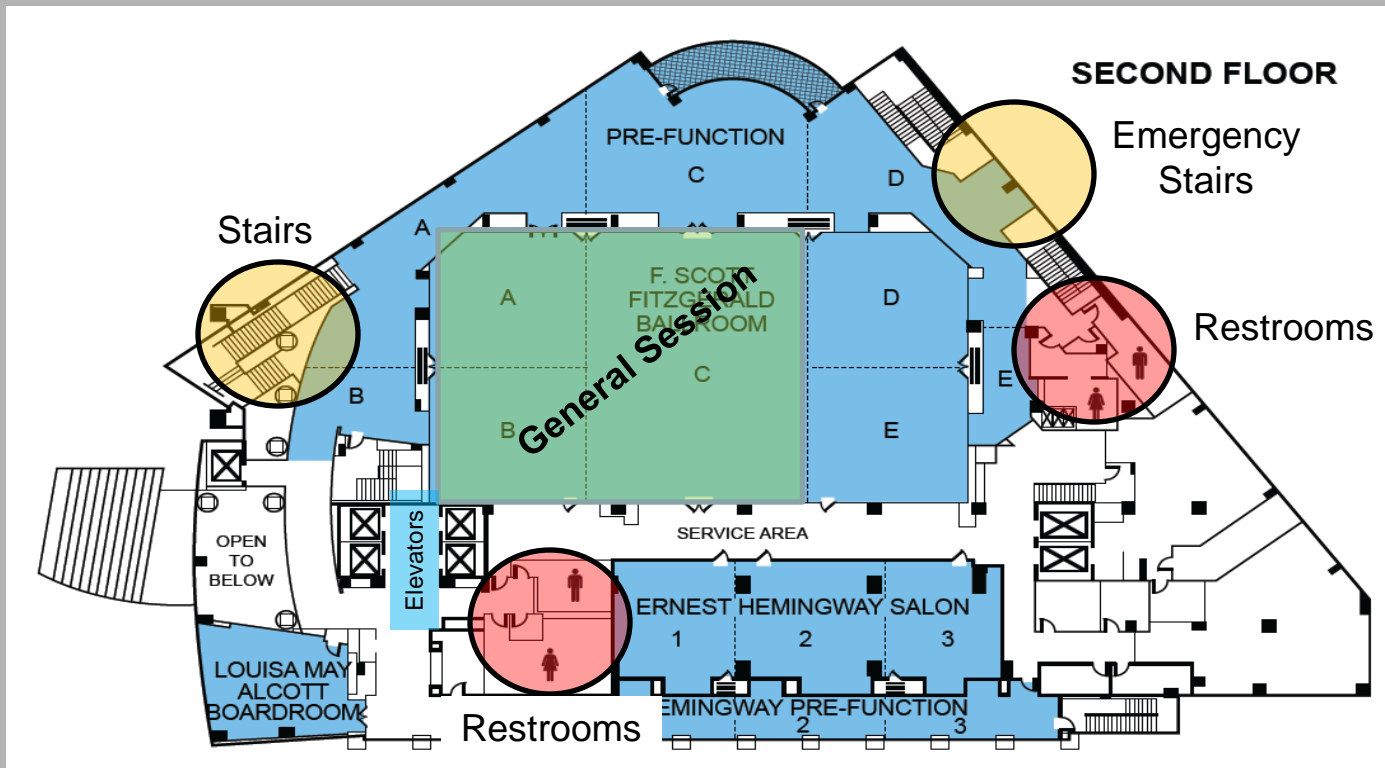 SECOND FLOOR
Emergency
Stairs
PRE-FUNCTION
C
D
A
Stairs
F. SCOTT
FITZGERALD
BALLROOM
A
D
General Session
Restrooms
C
E
B
B
E
SERVICE AREA
Elevators
OPEN
TO
BELOW
ERNEST HEMINGWAY SALON
1 2 3
LOUISA MAY
ALCOTT
BOARDROOM
EMINGWAY PRE-FUNCTION
2 3
Restrooms